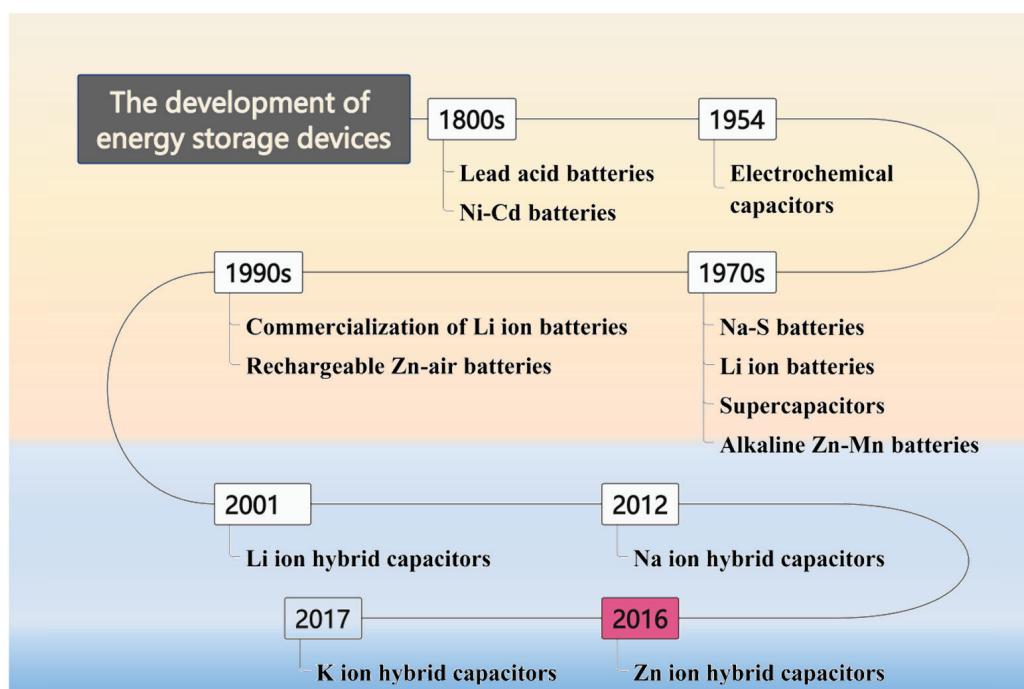 The development of
energy storage devices
1800s
Lead acid batteries
Ni-Cd batteries
1954
Electrochemical
capacitors
1970s
Na-S batteries
Li ion batteries
Supercapacitors
Alkaline Zn-Mn batteries
1990s
Commercialization of Li ion batteries
Rechargeable Zn-air batteries
2001
Li ion hybrid capacitors
2012
Na ion hybrid capacitors
2016
Zn ion hybrid capacitors
2017
K ion hybrid capacitors